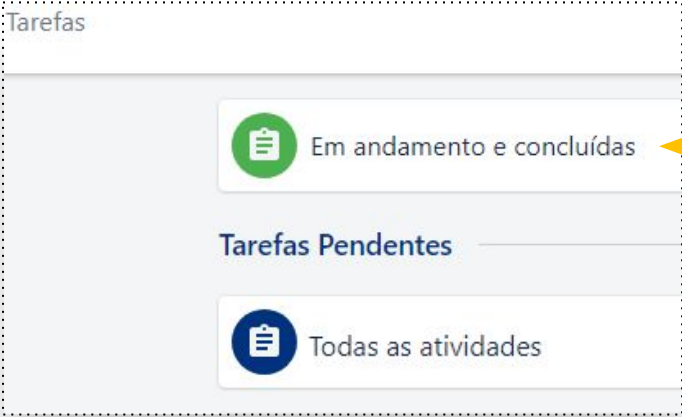 Tarefas
Em andamento e concluídas
Tarefas Pendentes
Todas as atividades